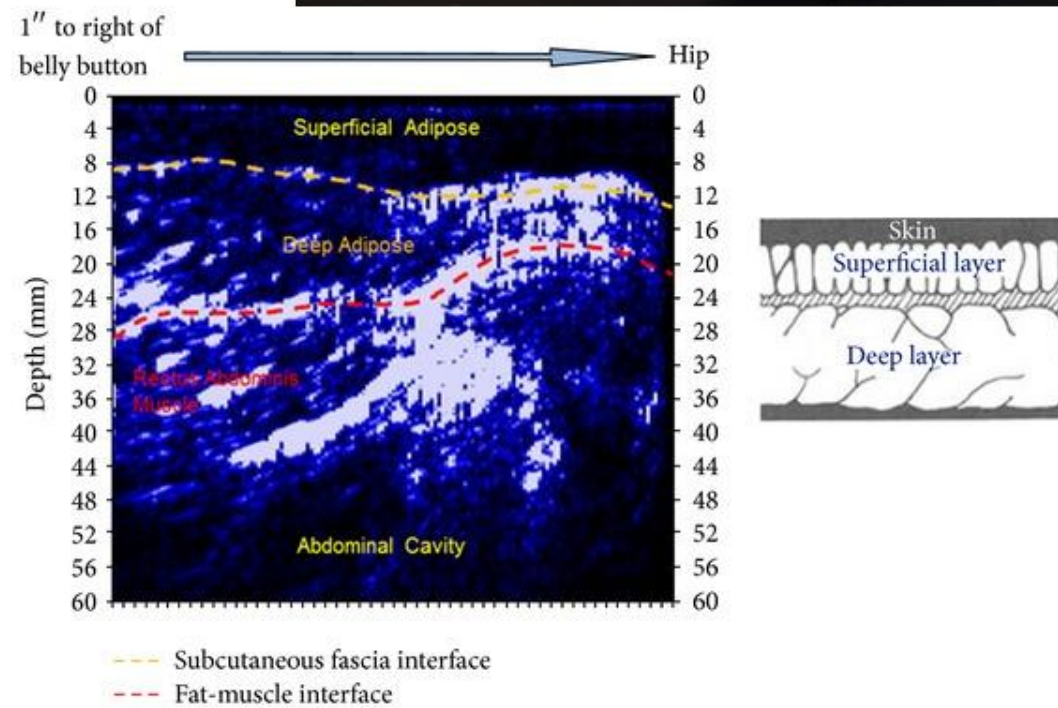 1″ to right of
belly button
Hip
0
4
8
12
16
20
24
28
32
36
40
44
48
52
56
60
Depth (mm)
Superficial Adipose
Deep Adipose
Rectus Abdominis
Muscle
Abdominal Cavity
0
4
8
12
16
20
24
28
32
36
40
44
48
52
56
60
Skin
Superficial layer
Deep layer
Subcutaneous fascia interface
Fat-muscle interface